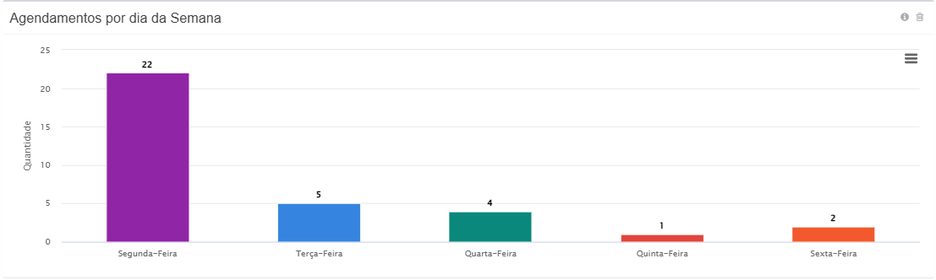 Agendamentos por dia da Semana
25
20
15
10
5
0
Quantidade
22
5
4
1
2
Segunda-Feira
Terça-Feira
Quarta-Feira
Quinta-Feira
Sexta-Feira